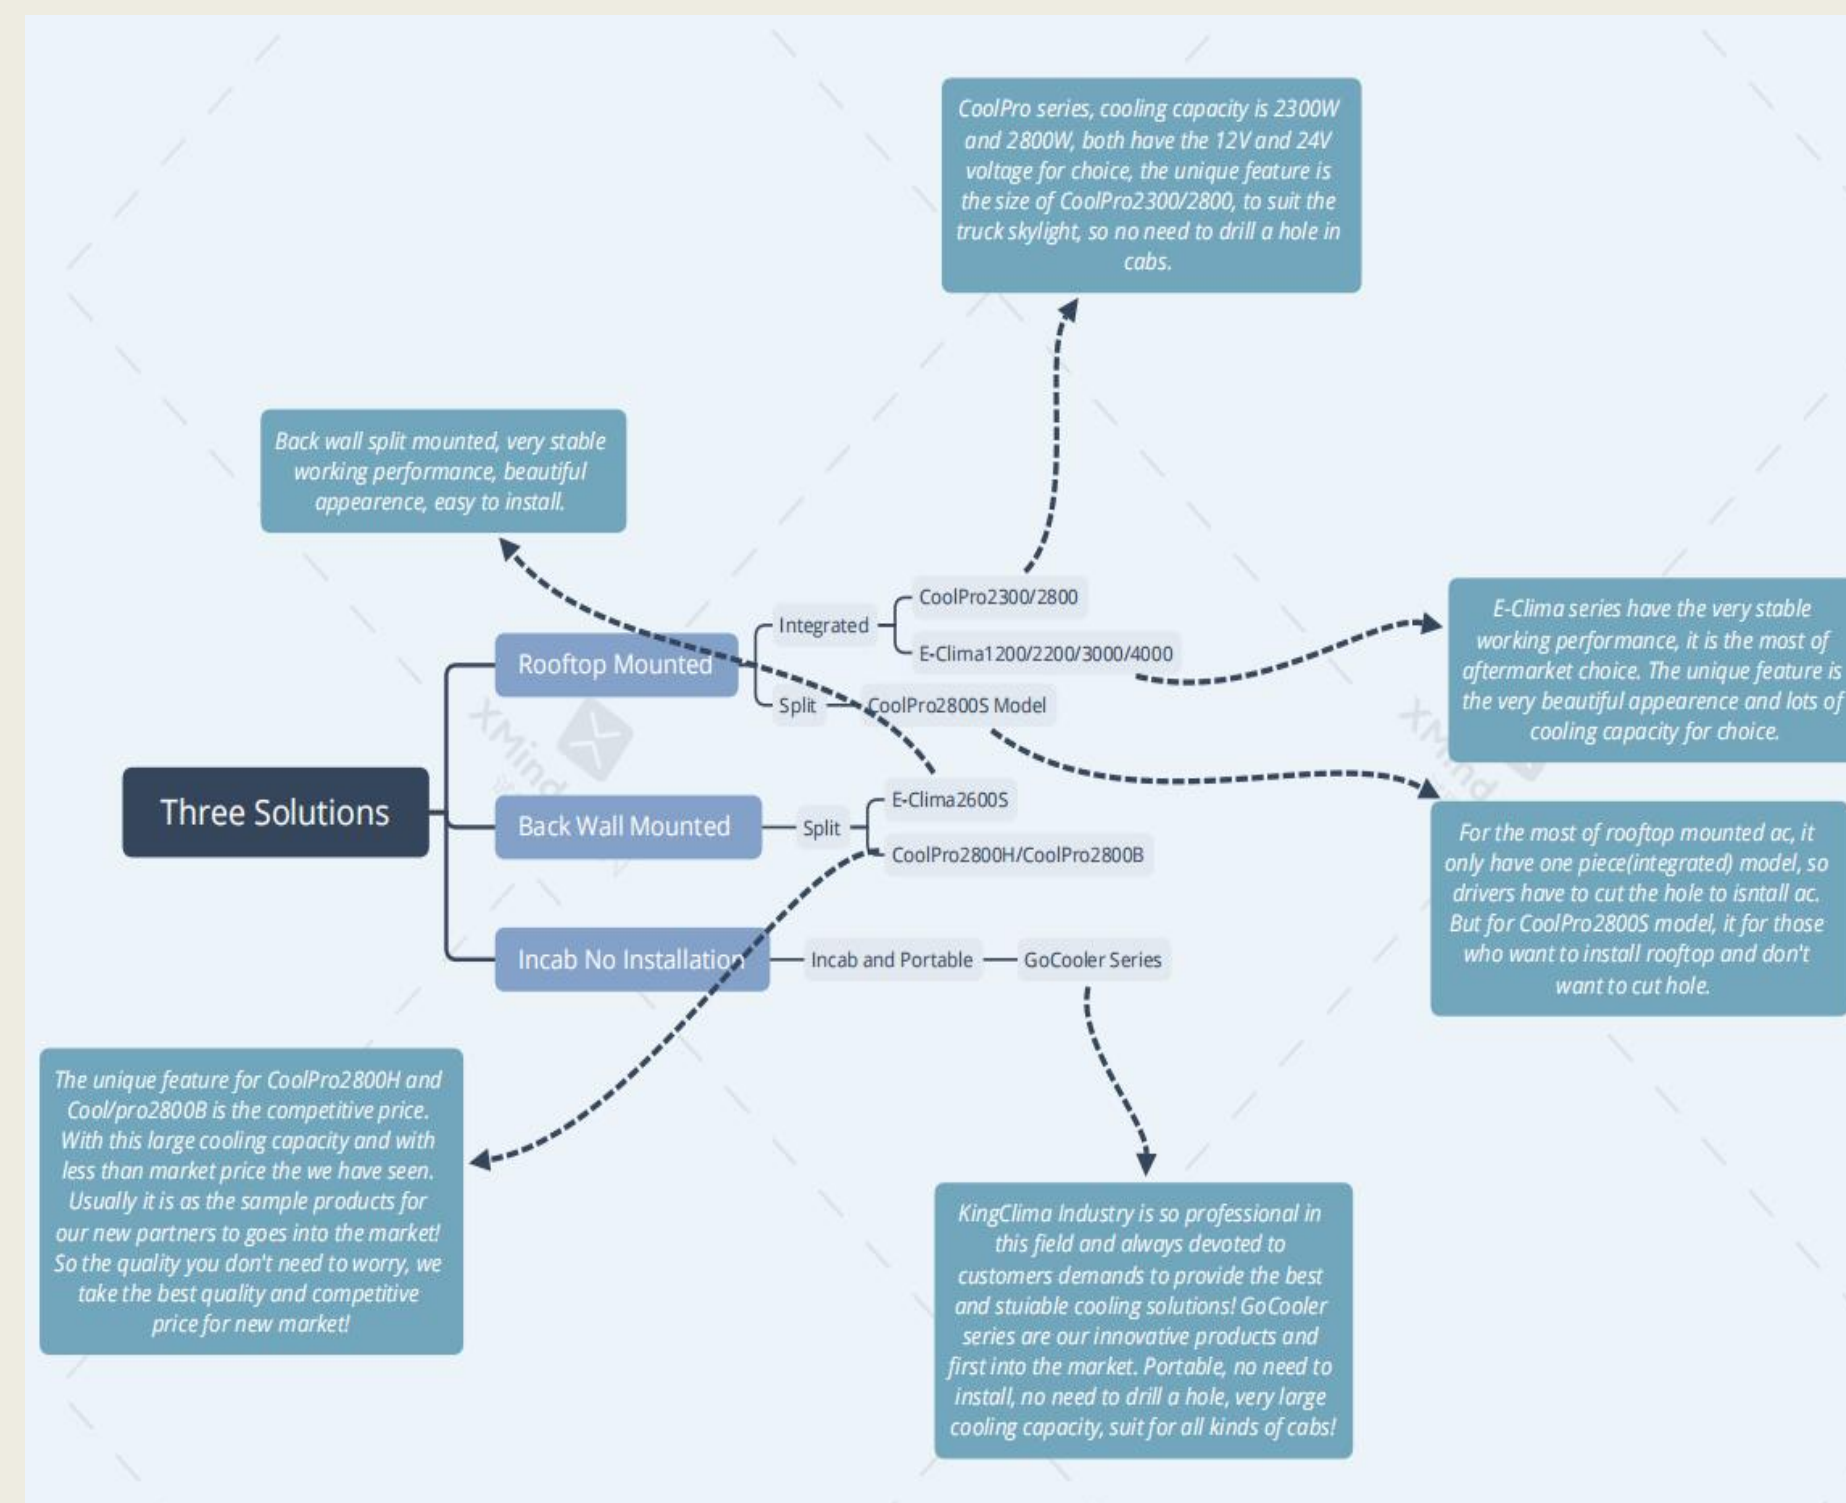 CoolPro series, cooling capacity is 2300W
and 2800W, both have the 12V and 24V
voltage for choice, the unique feature is
the size of CoolPro2300/2800, to suit the
truck skylight, so no need to drill a hole in
cabs.
Back wall split mounted, very stable
working performance, beautiful
appearence, easy to install.
CoolPro2300/2800
Integrated
E-Clima1200/2200/3000/4000
Rooftop Mounted
Split
CoolPro2800S Model
E-Clima series have the very stable
working performance, it is the most of
aftermarket choice. The unique feature is
the very beautiful appearence and lots of
cooling capacity for choice.
XMind
XMind
Three Solutions
E-Clima2600S
Back Wall Mounted
Split
CoolPro2800H/CoolPro2800B
For the most of rooftop mounted ac, it
only have one piece(integrated) model, so
drivers have to cut the hole to isntall ac.
But for CoolPro2800S model, it for those
who want to install rooftop and don't
want to cut hole.
Incab No Installation
Incab and Portable
GoCooler Series
The unique feature for CoolPro2800H and
Cool/pro2800B is the competitive price.
With this large cooling capacity and with
less than market price the we have seen.
Usually it is as the sample products for
our new partners to goes into the market!
So the quality you don't need to worry, we
take the best quality and competitive
price for new market!
KingClima Industry is so professional in
this field and always devoted to
customers demands to provide the best
and stuiable cooling solutions! GoCooler
series are our innovative products and
first into the market. Portable, no need to
install, no need to drill a hole, very large
cooling capacity, suit for all kinds of cabs!